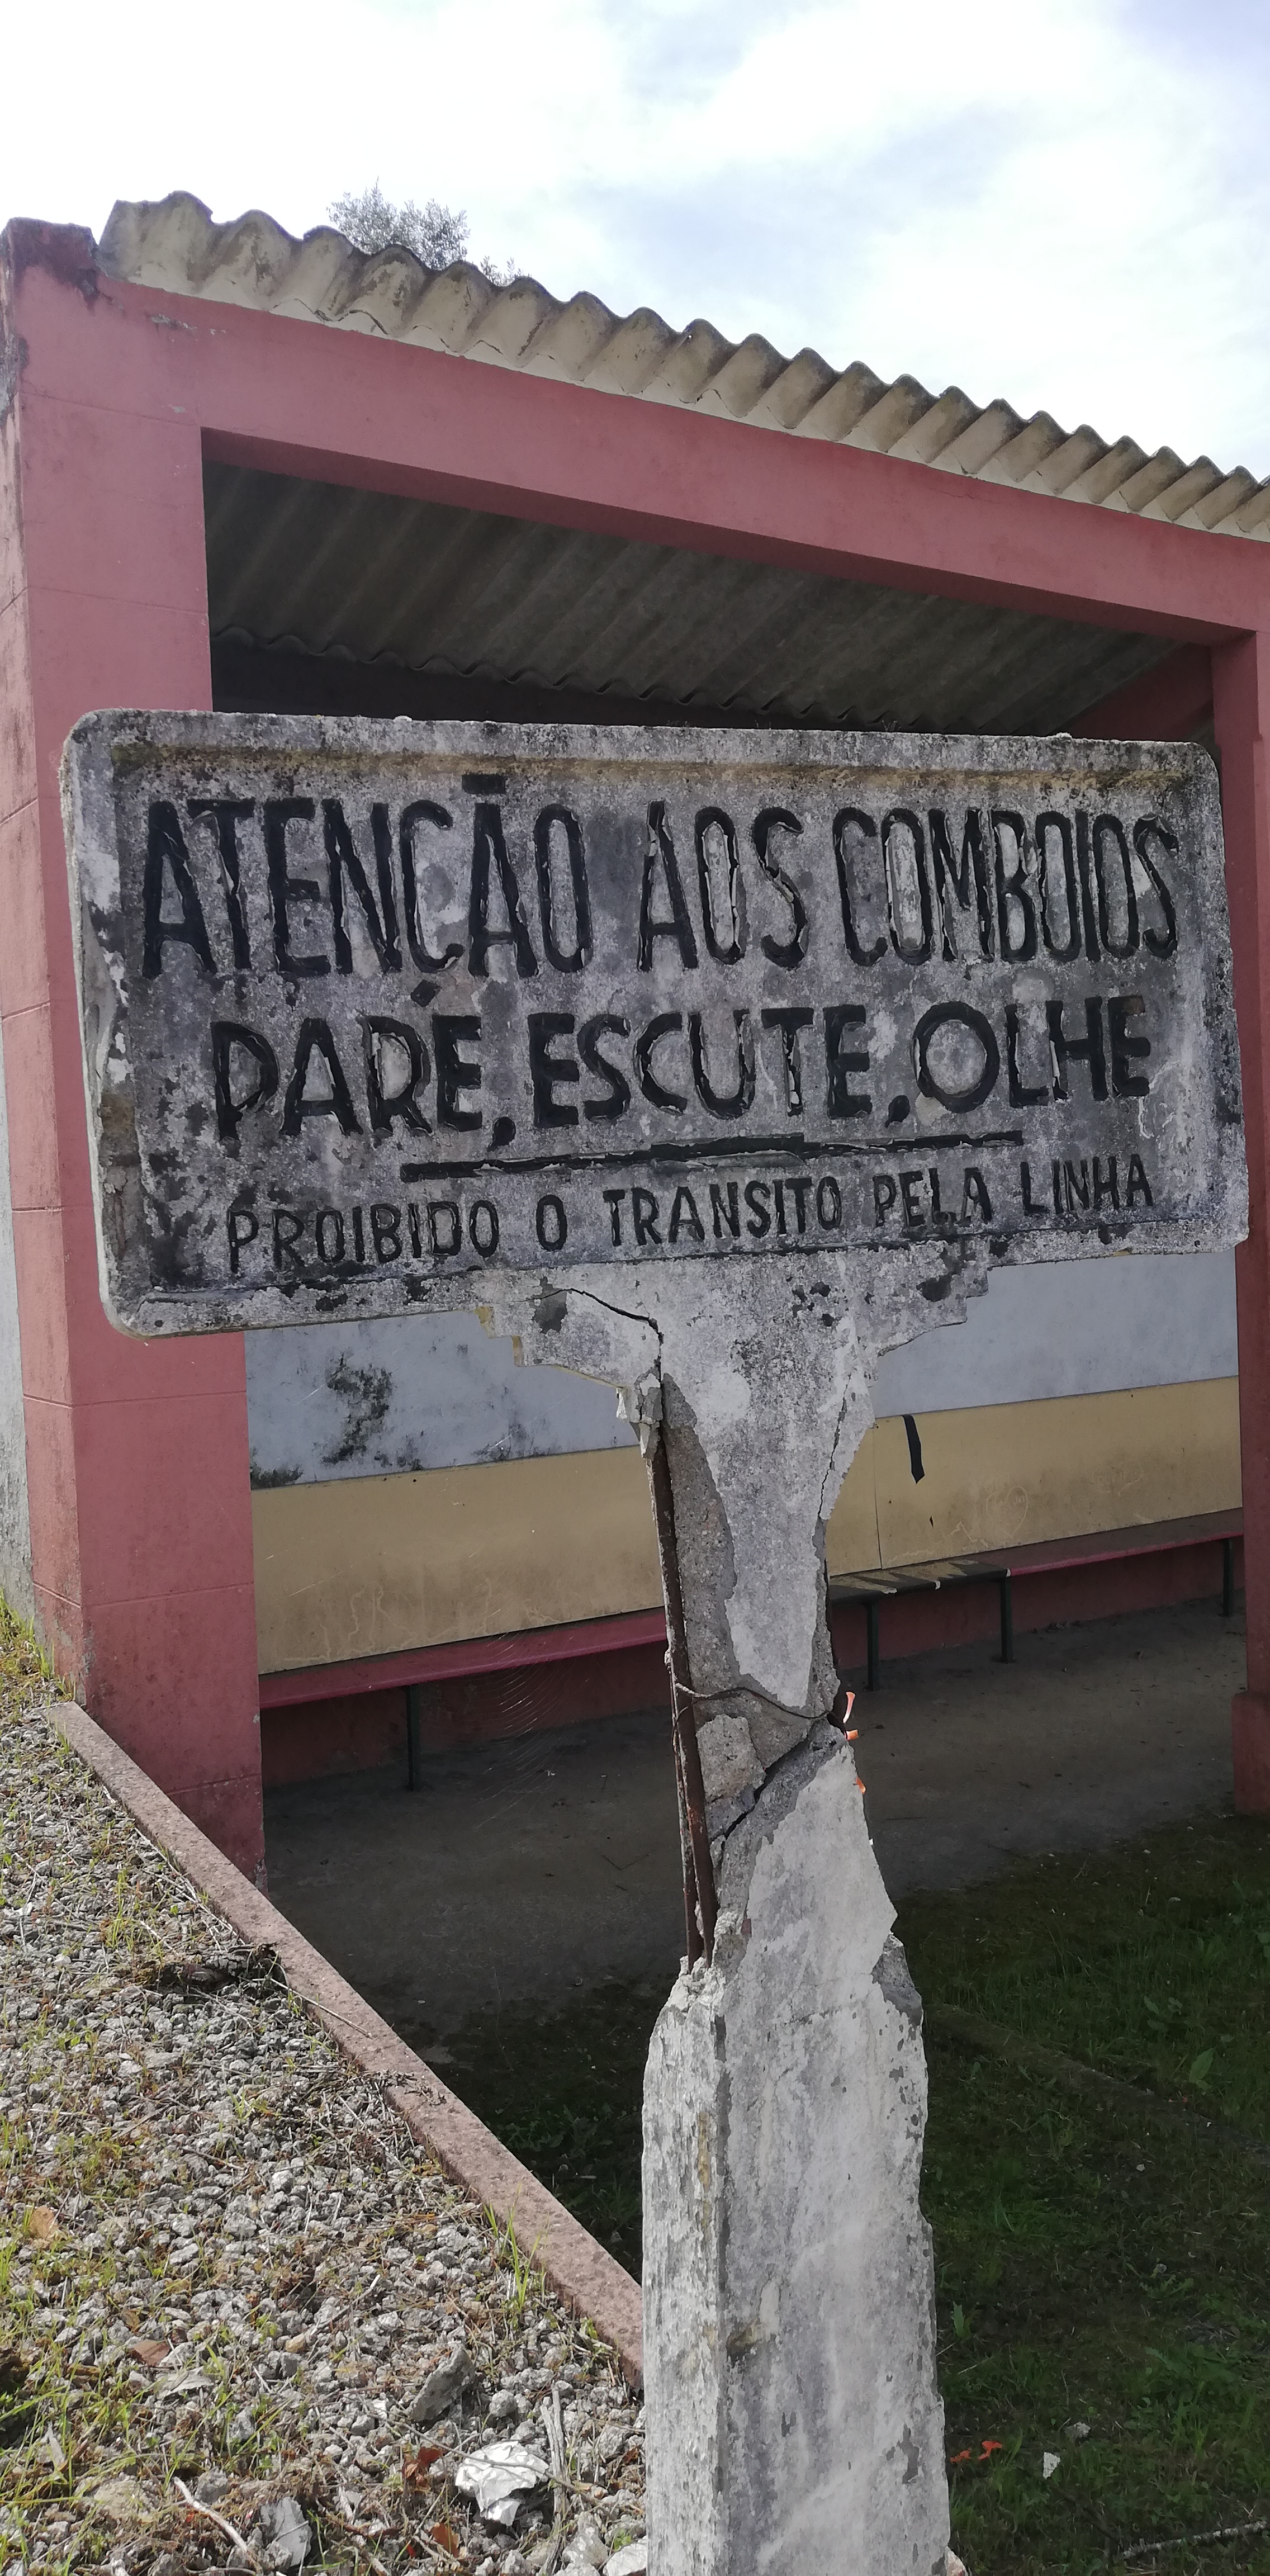 ATENÇÃO AOS COMBOIOS
PARE, ESCUTE, OLHE
PROIBIDO O TRANSITO PELA LINHA